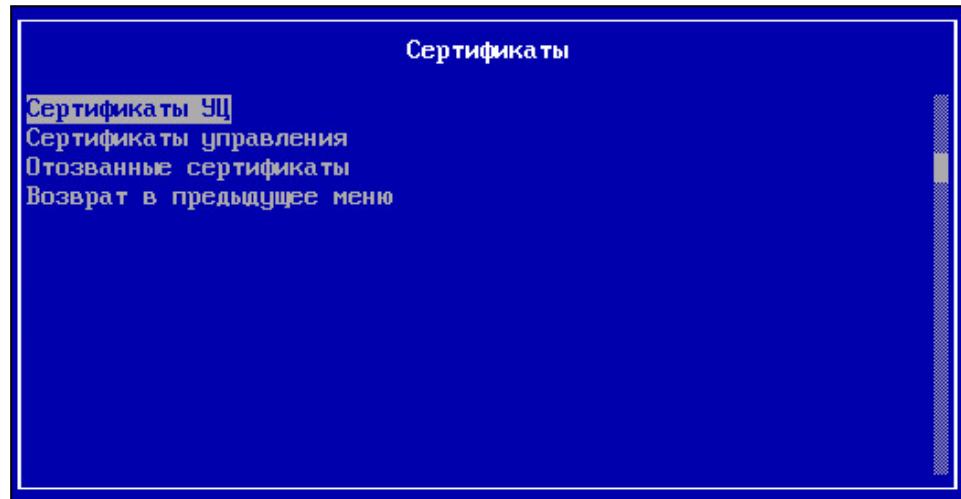 Сертификаты
Сертификаты УЦ
Сертификаты управления
Отозванные сертификаты
Возврат в предыдущее меню